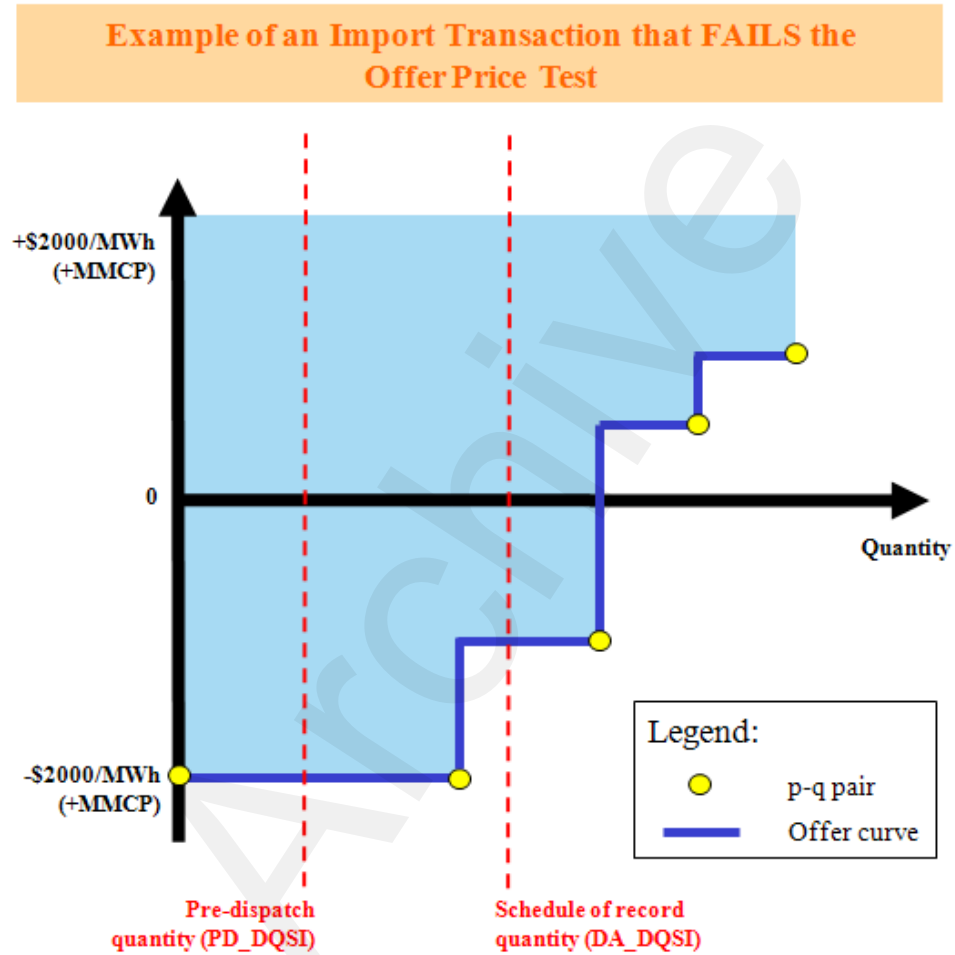 Example of an Import Transaction that FAILS the
Offer Price Test
+$2000/MWh
(+MMCP)
0
Quantity
-$2000/MWh
(+MMCP)
Legend:
p-q pair
Offer curve
Pre-dispatch
quantity (PD_DQSI)
Schedule of record
quantity (DA_DQSI)
Archive